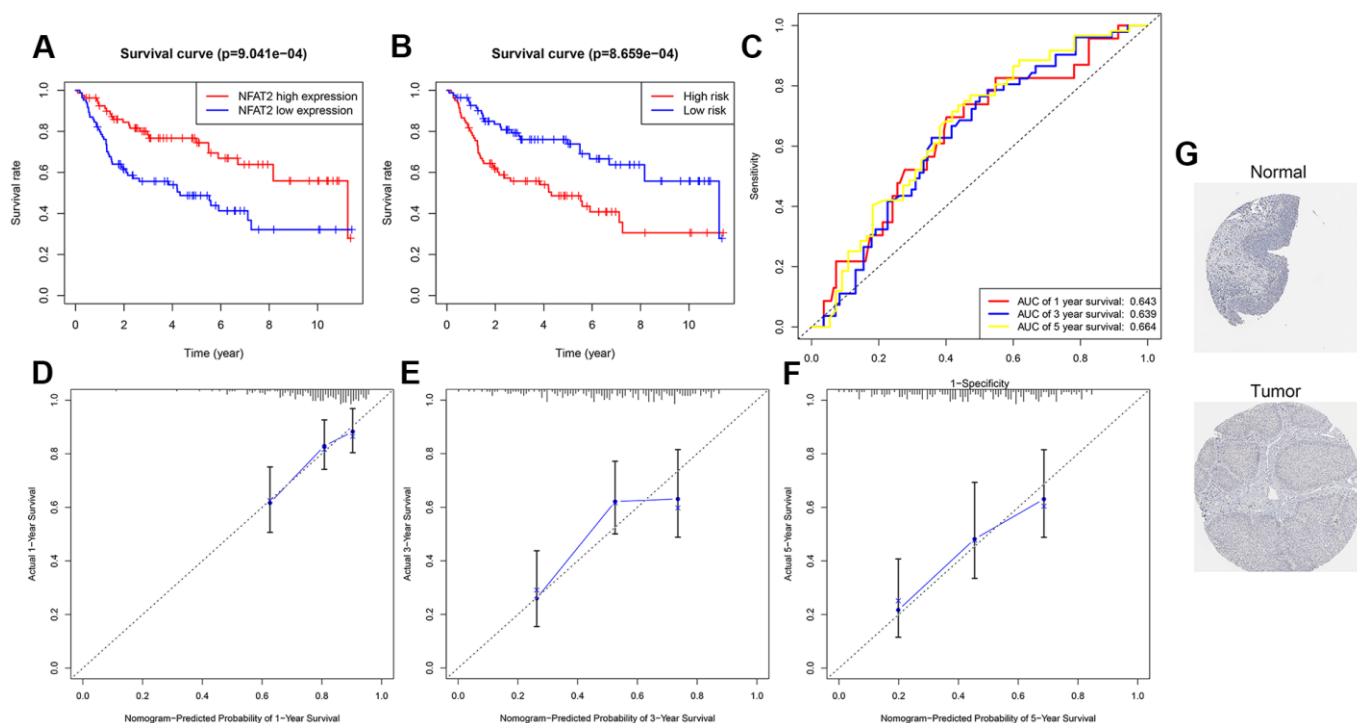 A
Survival curve (p=9.041e−04)
NFAT2 high expression
NFAT2 low expression
Survival rate
0.0 0.2 0.4 0.6 0.8 1.0
0 2 4 6 8 10
Time (year)
B
Survival curve (p=8.659e−04)
High risk
Low risk
Survival rate
0.0 0.2 0.4 0.6 0.8 1.0
0 2 4 6 8 10
Time (year)
C
Sensitivity
0.0 0.2 0.4 0.6 0.8 1.0
AUC of 1 year survival: 0.643
AUC of 3 year survival: 0.639
AUC of 5 year survival: 0.664
0.0 0.2 0.4 0.6 0.8 1.0
1−Specificity
G
Normal
Tumor
D
Actual 1−Year Survival
0.0 0.2 0.4 0.6 0.8 1.0
0.0 0.2 0.4 0.6 0.8 1.0
Nomogram−Predicted Probability of 1−Year Survival
E
Actual 3−Year Survival
0.0 0.2 0.4 0.6 0.8 1.0
0.0 0.2 0.4 0.6 0.8 1.0
Nomogram−Predicted Probability of 3−Year Survival
F
Actual 5−Year Survival
0.0 0.2 0.4 0.6 0.8 1.0
0.0 0.2 0.4 0.6 0.8 1.0
Nomogram−Predicted Probability of 5−Year Survival